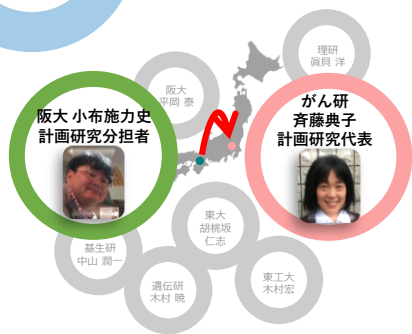 理研
眞貝 洋
阪大
平岡 泰
阪大 小布施力史
計画研究分担者
がん研
斉藤典子
計画研究代表
東大
胡桃坂
仁志
基生研
中山 潤一
遺伝研
木村 暁
東工大
木村宏